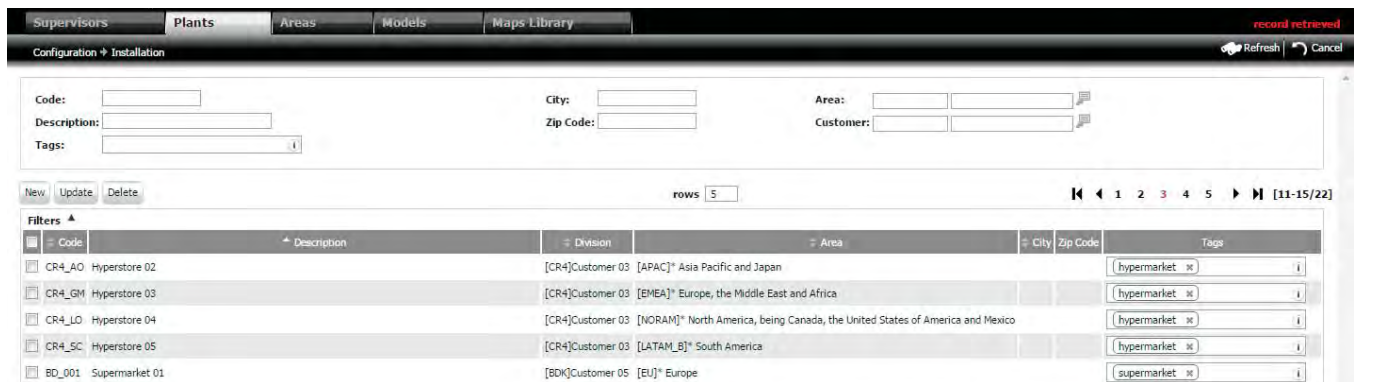 Supervisors Plants Areas Models Maps Library record retrieved
Configuration Installation Refresh | Cancel
Code: City: Area:
Description: Zip Code: Customer:
Tags: i
New Update Delete rows 5 1 2 3 4 5 [11-15/22]
Filters
Code Description Division Area City Zip Code Tags
CR4_AO Hyperstore 02 [CR4]Customer 03 [APAC]* Asia Pacific and Japan hypermarket x i
CR4_GM Hyperstore 03 [CR4]Customer 03 [EMEA]* Europe, the Middle East and Africa hypermarket x i
CR4_LO Hyperstore 04 [CR4]Customer 03 [NORAM]* North America, being Canada, the United States of America and Mexico hypermarket x i
CR4_SC Hyperstore 05 [CR4]Customer 03 [LATAM_B]* South America hypermarket x i
BD_001 Supermarket 01 [BDK]Customer 05 [EU]* Europe supermarket x i